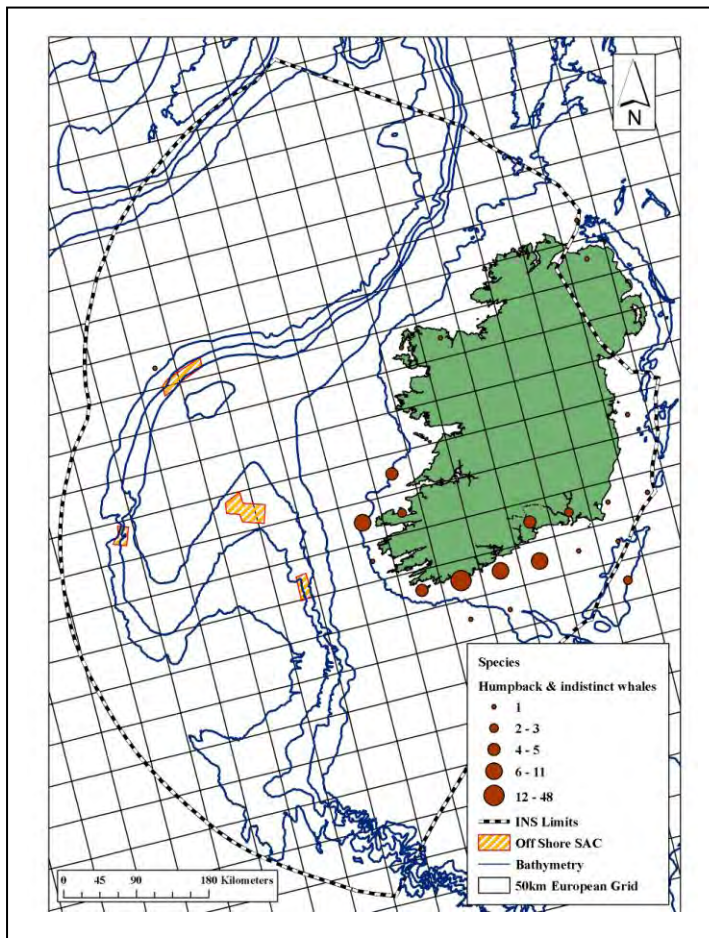 N
Species
Humpback & indistinct whales
1
2 - 3
4 - 5
6 - 11
12 - 48
INS Limits
Off Shore SAC
Bathymetry
50km European Grid
0 45 90 180 Kilometers